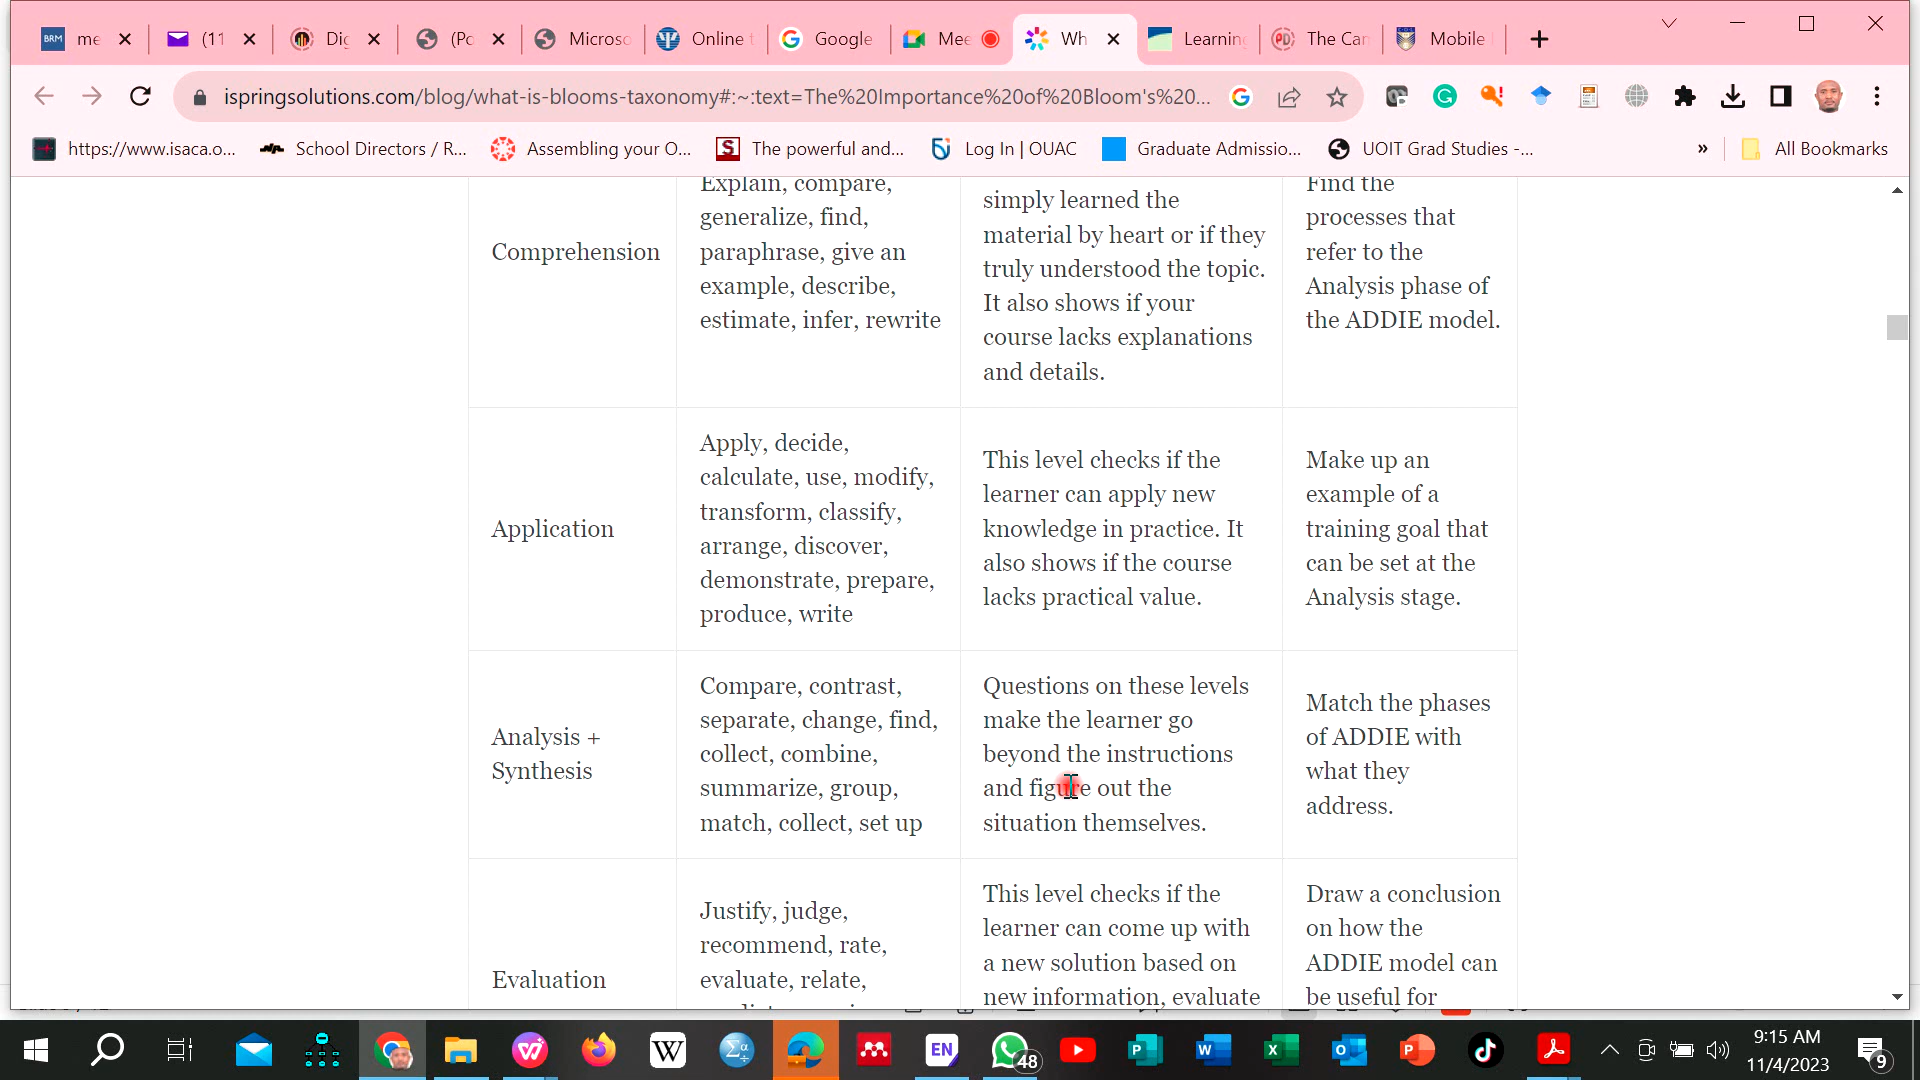 me
(11
Dig
(Po
Microso
Online t
Google
Mee
Wh
Learning
The Can
Mobile
ispringsolutions.com/blog/what-is-blooms-taxonomy#:~:text=The%20Importance%20of%20Bloom's%20...
https://www.isaca.o...
School Directors / R...
Assembling your O...
The powerful and...
Log In | OUAC
Graduate Admissio...
UOIT Grad Studies -...
»
All Bookmarks
Comprehension
Explain, compare,
generalize, find,
paraphrase, give an
example, describe,
estimate, infer, rewrite
simply learned the
material by heart or if they
truly understood the topic.
It also shows if your
course lacks explanations
and details.
Find the
processes that
refer to the
Analysis phase of
the ADDIE model.
Application
Apply, decide,
calculate, use, modify,
transform, classify,
arrange, discover,
demonstrate, prepare,
produce, write
This level checks if the
learner can apply new
knowledge in practice. It
also shows if the course
lacks practical value.
Make up an
example of a
training goal that
can be set at the
Analysis stage.
Analysis +
Synthesis
Compare, contrast,
separate, change, find,
collect, combine,
summarize, group,
match, collect, set up
Questions on these levels
make the learner go
beyond the instructions
and figure out the
situation themselves.
Match the phases
of ADDIE with
what they
address.
Evaluation
Justify, judge,
recommend, rate,
evaluate, relate,
This level checks if the
learner can come up with
a new solution based on
new information, evaluate
Draw a conclusion
on how the
ADDIE model can
be useful for
EN
48
9:15 AM
11/4/2023
9